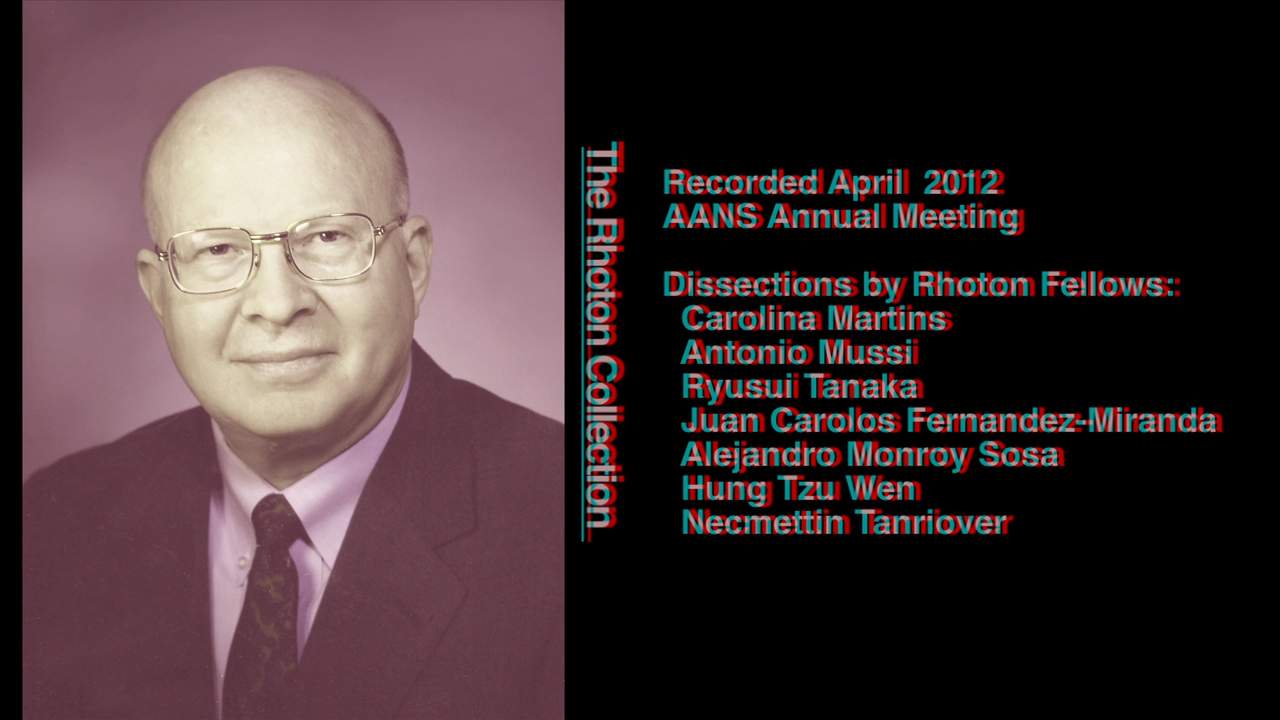 The Rhoton Collection
Recorded April 2012
AANS Annual Meeting
Dissections by Rhoton Fellows:
Carolina Martins
Antonio Mussi
Ryusui Tanaka
Juan Carolos Fernandez-Miranda
Alejandro Monroy Sosa
Hung Tzu Wen
Necmettin Tanriover